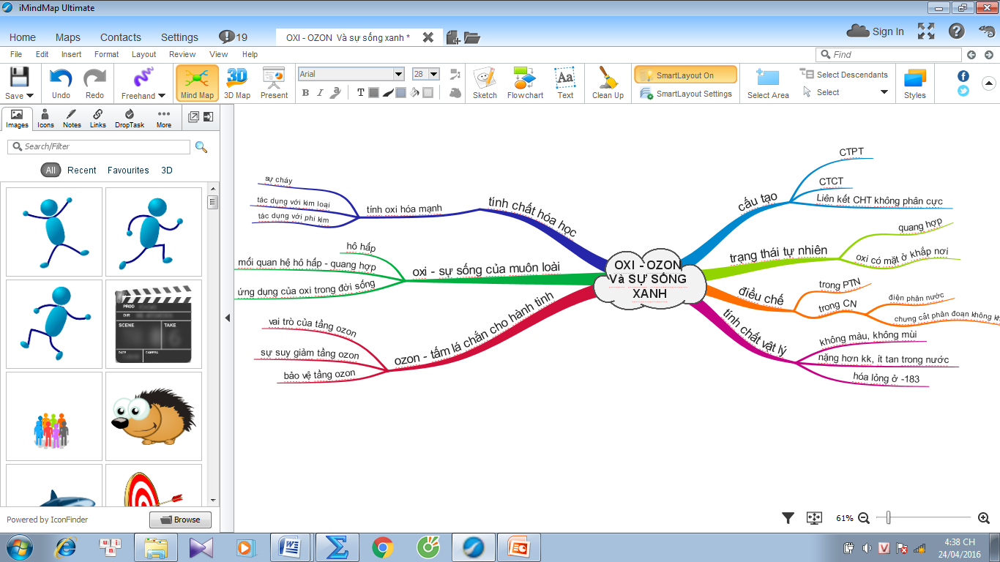 iMindMap Ultimate
Home Maps Contacts Settings 19
OXI - OZON Và sự sống xanh *
Sign In
File Edit Insert Format Layout Review View Help
Find
Save Undo Redo Freehand Mind Map 3D Map Present
Arial 28
B I T
Sketch Flowchart Text Clean Up
SmartLayout On
SmartLayout Settings
Select Area
Select Descendants
Select
Styles
Images Icons Notes Links DropTask More
Search/Filter
All Recent Favourites 3D
PROD
DIR
SCENE TAKE
DATE CAMERA
Powered by IconFinder
Browse
OXI - OZON
Và SỰ SỐNG
XANH
cấu tạo
CTPT
CTCT
Liên kết CHT không phân cực
trạng thái tự nhiên
quang hợp
oxi có mặt ở khắp nơi
điều chế
trong PTN
trong CN
điện phân nước
chưng cất phân đoạn không
tính chất vật lý
không màu, không mùi
nặng hơn kk, ít tan trong nước
hóa lỏng ở -183
tính chất hóa học
tính oxi hóa mạnh
sự cháy
tác dụng với kim loại
tác dụng với phi kim
oxi - sự sống của muôn loài
hô hấp
mối quan hệ hô hấp - quang hợp
ứng dụng của oxi trong đời sống
ozon - tấm lá chắn cho hành tinh
vai trò của tầng ozon
sự suy giảm tầng ozon
bảo vệ tầng ozon
61%
4:38 CH
24/04/2016